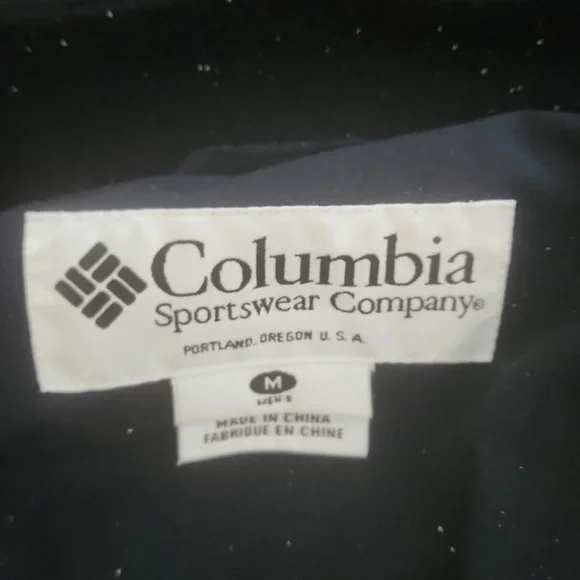 Columbia
Sportswear Company®
PORTLAND, OREGON U.S.A.
M
MEN'S
MADE IN CHINA
FABRIQUE EN CHINE